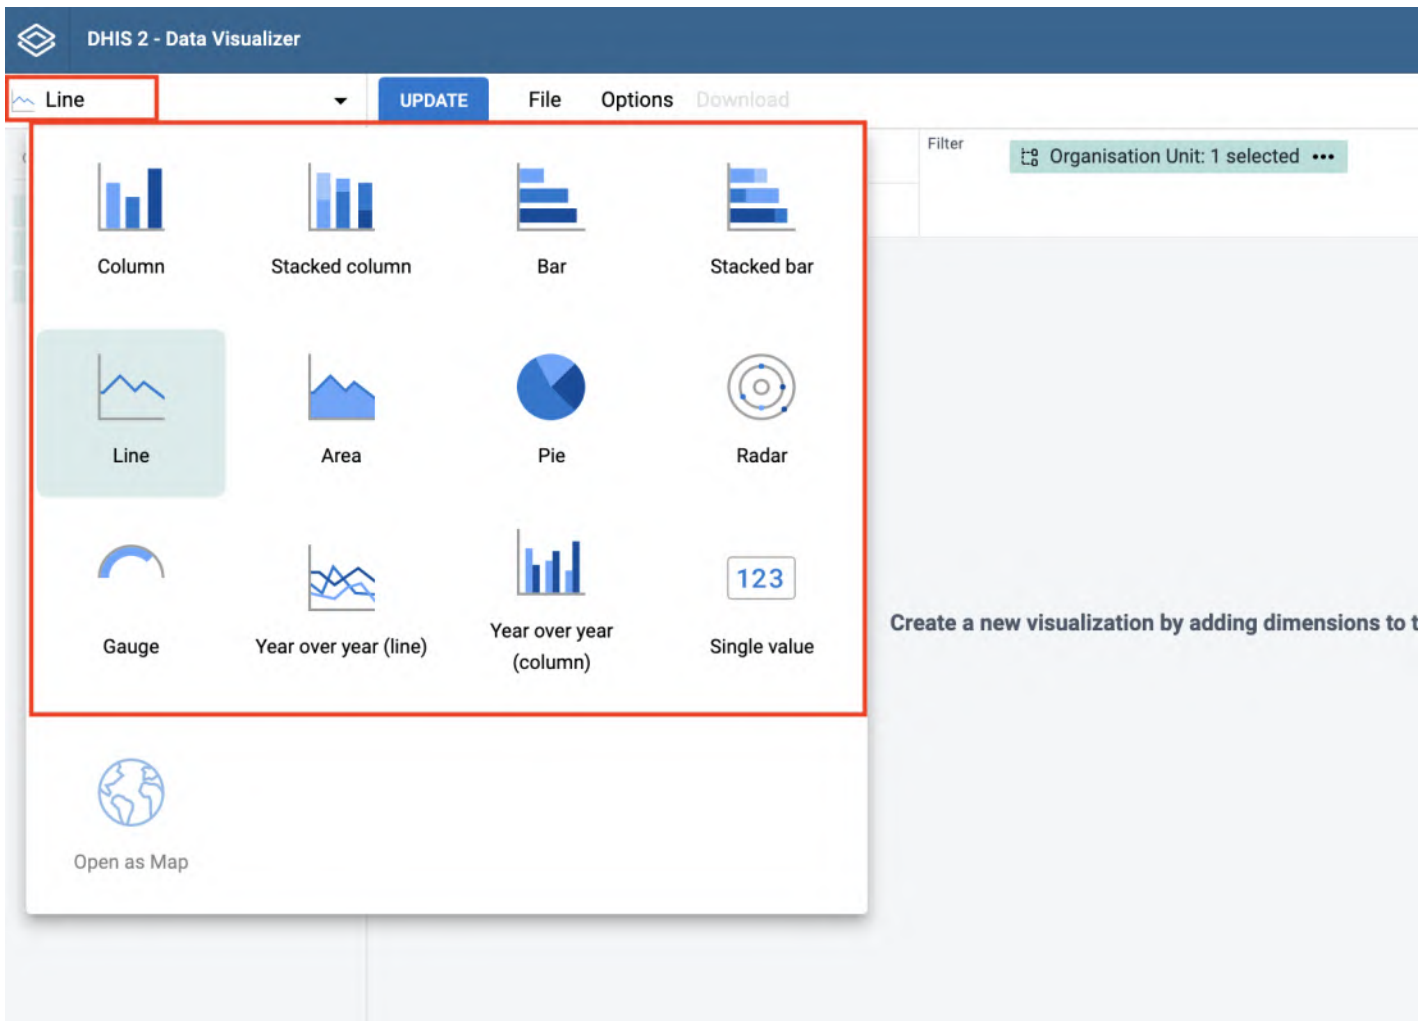 DHIS 2 - Data Visualizer
Line
UPDATE
File
Options
Download
Filter
Organisation Unit: 1 selected
Column
Stacked column
Bar
Stacked bar
Line
Area
Pie
Radar
123
Gauge
Year over year (line)
Year over year
(column)
Single value
Create a new visualization by adding dimensions to
Open as Map